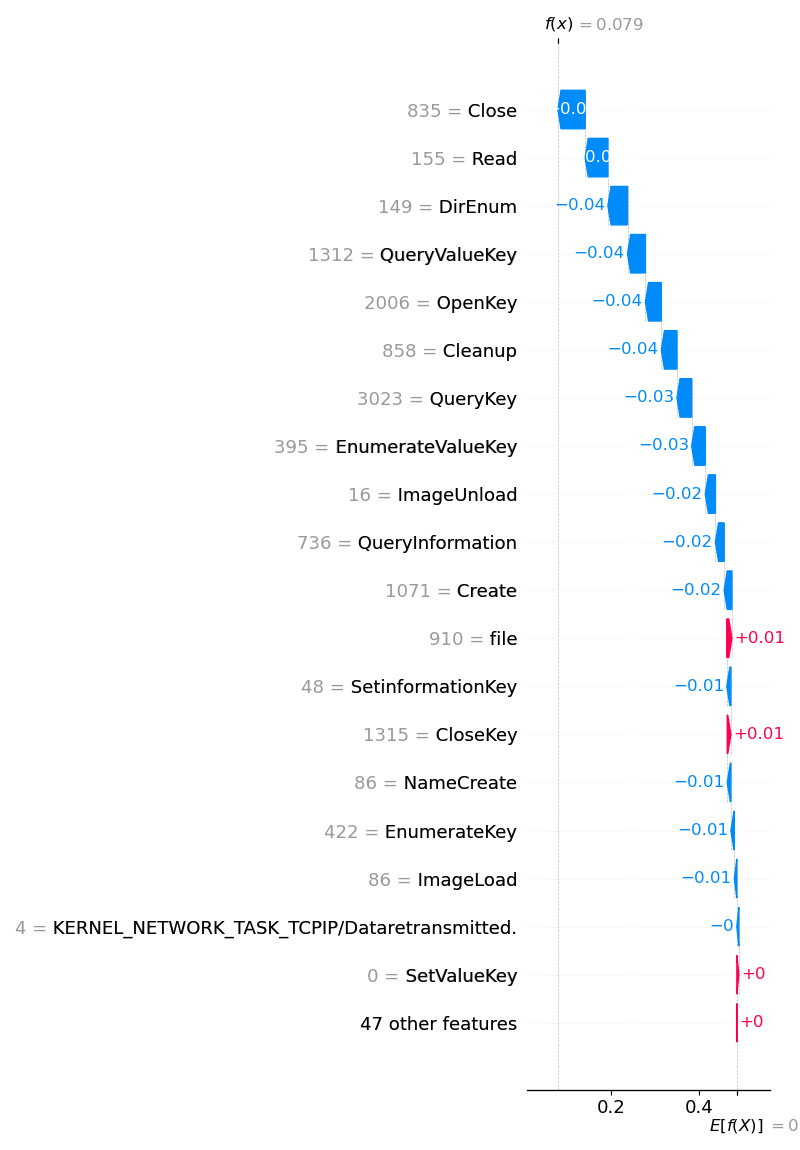 f(x) = 0.079
835 = Close
155 = Read
149 = DirEnum −0.04
1312 = QueryValueKey −0.04
2006 = OpenKey −0.04
858 = Cleanup −0.04
3023 = QueryKey −0.03
395 = EnumerateValueKey −0.03
16 = ImageUnload −0.02
736 = QueryInformation −0.02
1071 = Create −0.02
910 = file +0.01
48 = SetinformationKey −0.01
1315 = CloseKey +0.01
86 = NameCreate −0.01
422 = EnumerateKey −0.01
86 = ImageLoad −0.01
4 = KERNEL_NETWORK_TASK_TCPIP/Dataretransmitted. −0
0 = SetValueKey +0
47 other features +0
0.2 0.4
E[f(X)] = 0